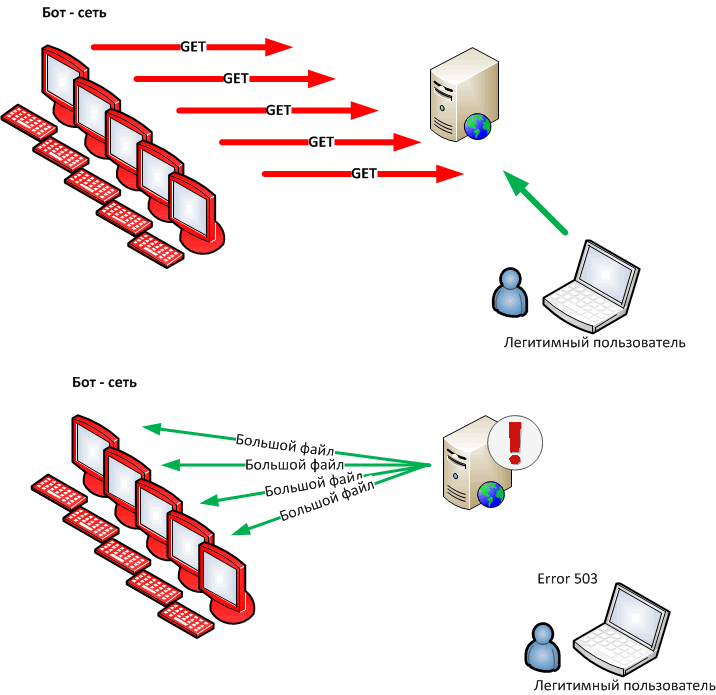 Бот - сеть
GET
GET
GET
GET
GET
Легитимный пользователь
Бот - сеть
Большой файл
Большой файл
Большой файл
Большой файл
Error 503
Легитимный пользователь